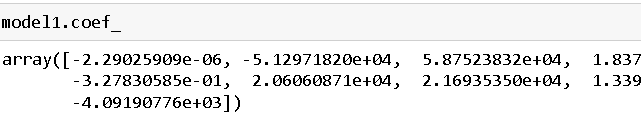 model1.coef_
array([-2.29025909e-06, -5.12971820e+04, 5.87523832e+04, 1.837
-3.27830585e-01, 2.06060871e+04, 2.16935350e+04, 1.339
-4.09190776e+03])